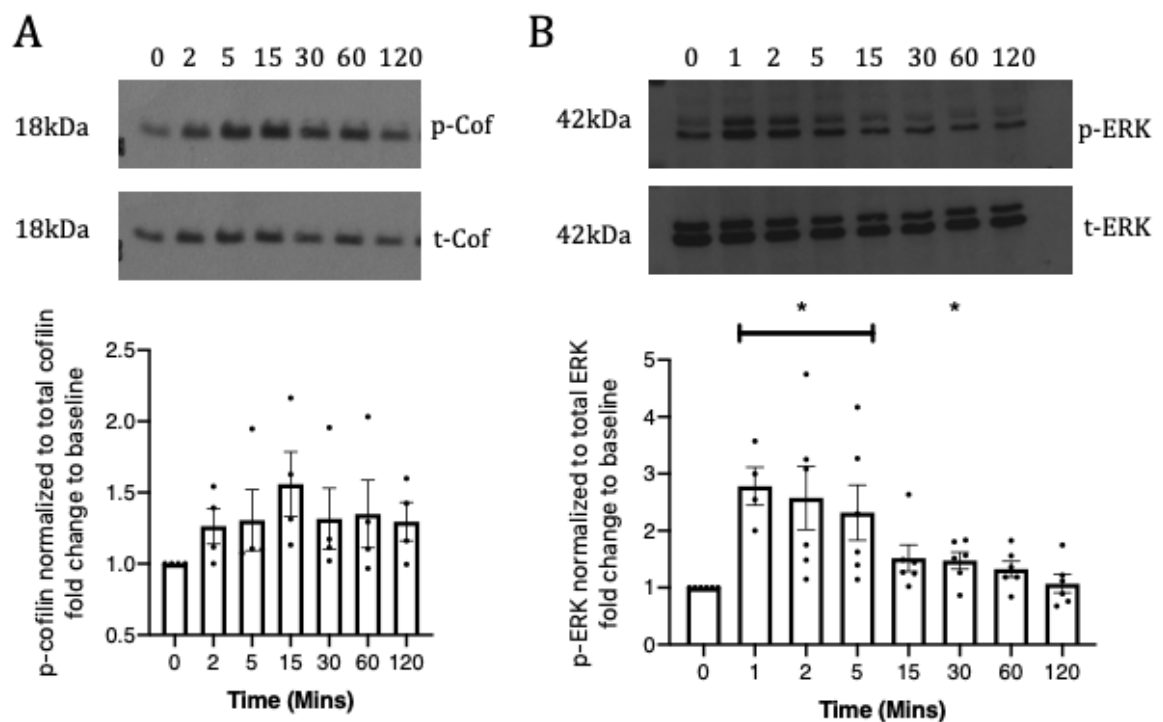 A
0 2 5 15 30 60 120
18kDa
p-Cof
18kDa
t-Cof
p-cofilin normalized to total cofilin
fold change to baseline
2.5
2.0
1.5
1.0
0.5
0 2 5 15 30 60 120
Time (Mins)
B
0 1 2 5 15 30 60 120
42kDa
p-ERK
42kDa
t-ERK
* *
p-ERK normalized to total ERK
fold change to baseline
5
4
3
2
1
0
0 1 2 5 15 30 60 120
Time (Mins)